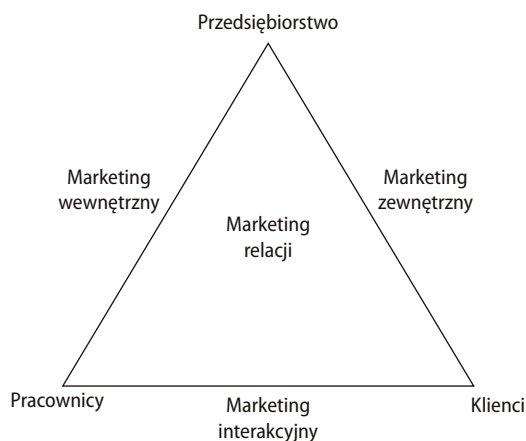 Przedsiębiorstwo
Marketing
wewnętrzny
Marketing
zewnętrzny
Marketing
relacji
Pracownicy
Marketing
interakcyjny
Klienci